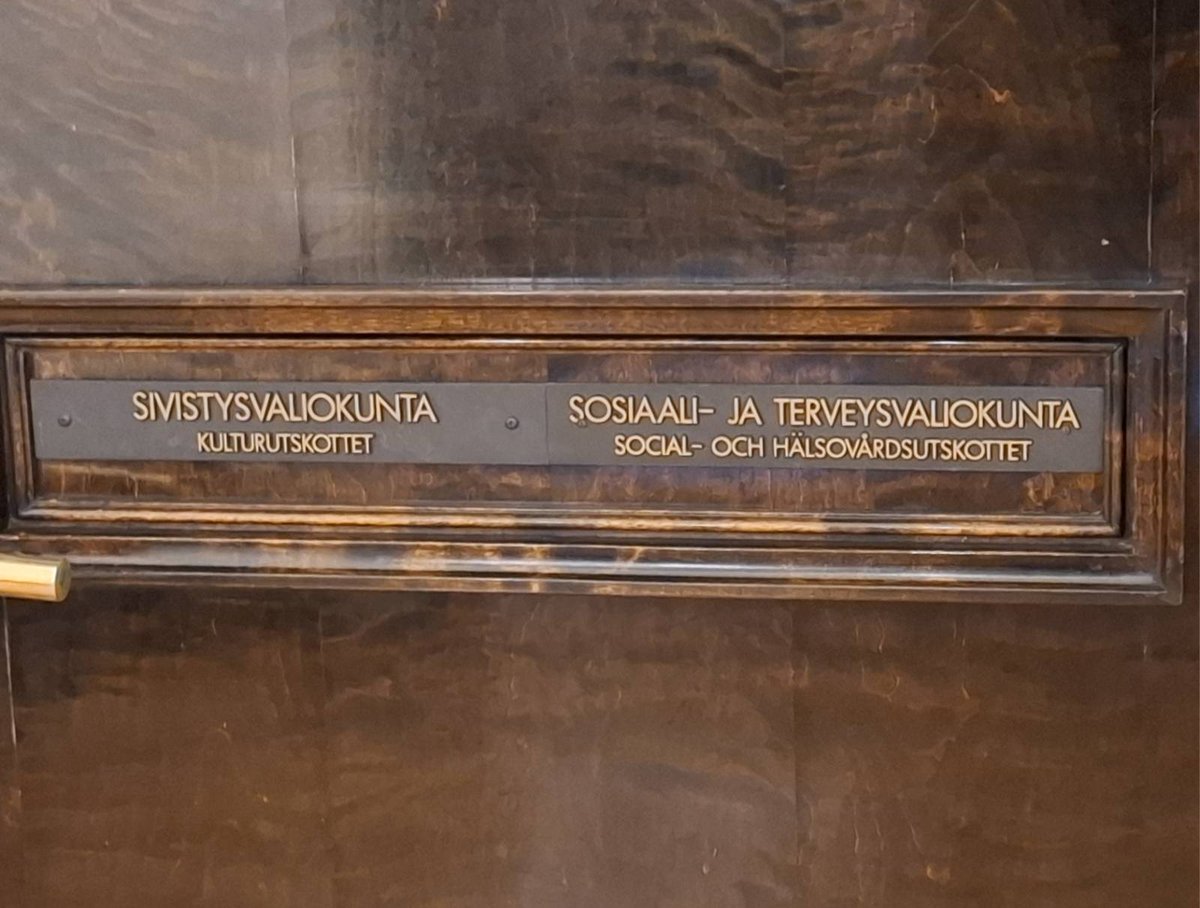 SIVISTYSVALIOKUNTA
KULTURUTSKOTTET
SOSIAALI- JA TERVEYSVALIOKUNTA
SOCIAL- OCH HÄLSOVÅRDSUTSKOTTET